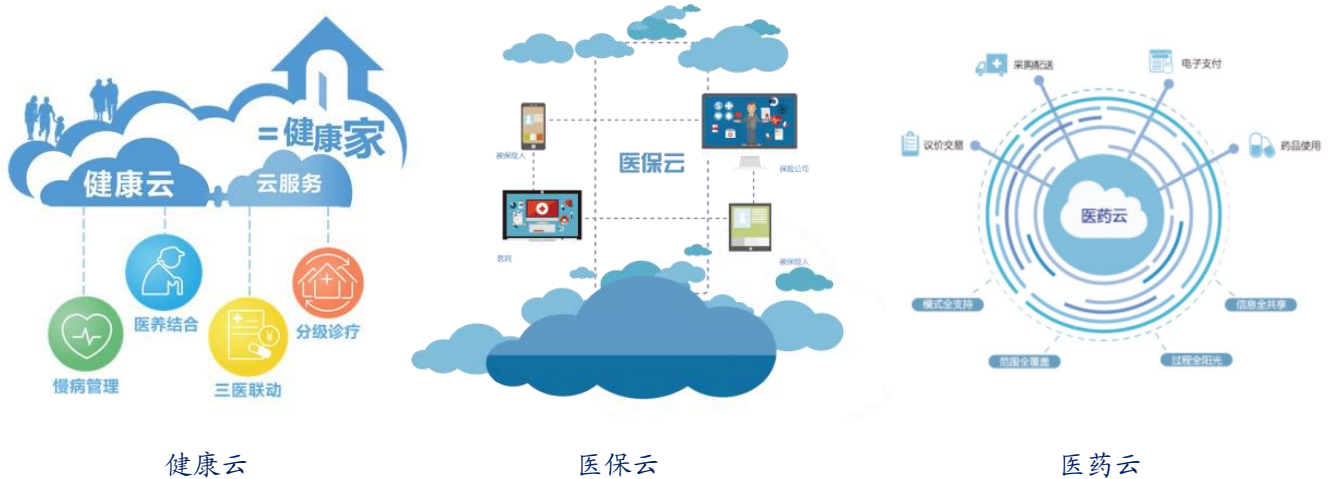 =健康家
健康云
云服务
+
医养结合
分级诊疗
慢病管理
¥
三医联动
被保险人
医保云
保险公司
医院
被保险人
采购配送
电子支付
议价交易
药品使用
医药云
模式全支持
信息全共享
范围全覆盖
过程全阳光
健康云
医保云
医药云